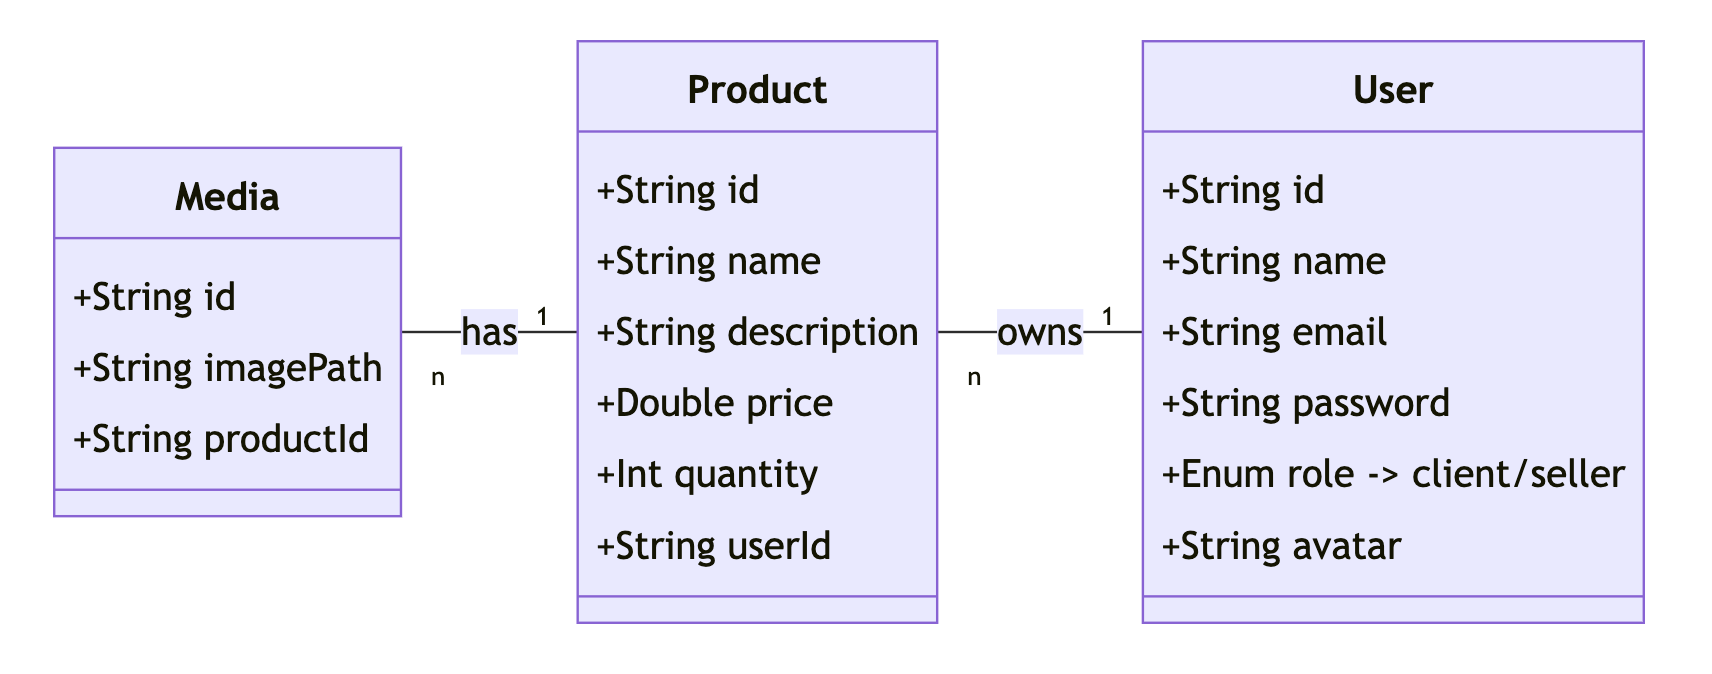 Media
+String id
+String imagePath
+String productId
has
1
n
Product
+String id
+String name
+String description
+Double price
+Int quantity
+String userId
owns
1
n
User
+String id
+String name
+String email
+String password
+Enum role -> client/seller
+String avatar